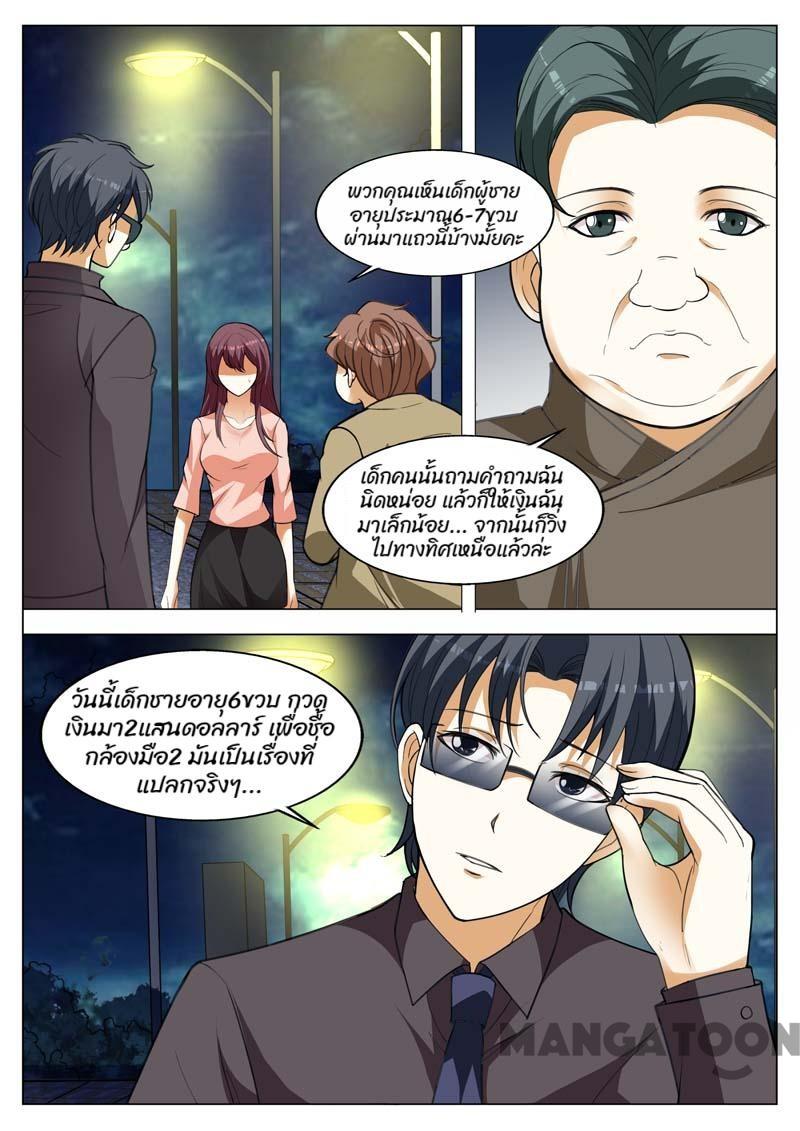 พวกคุณเห็นเด็กผู้ชาย
อายุประมาณ6-7ขวบ
ผ่านมาแถวนี้บ้างมั้ยคะ
เด็กคนนั้นถามคำถามฉัน
นิดหน่อย แล้วก็ให้เงินฉัน
มาเล็กน้อย... จากนั้นก็วิ่ง
ไปทางทิศเหนือแล้วล่ะ
วันนี้เด็กชายอายุ6ขวบ กวด
เงินมา2แสนดอลลาร์ เพื่อซื้อ
กล้องมือ2 มันเป็นเรื่องที่
แปลกจริงๆ...
MANGATOON